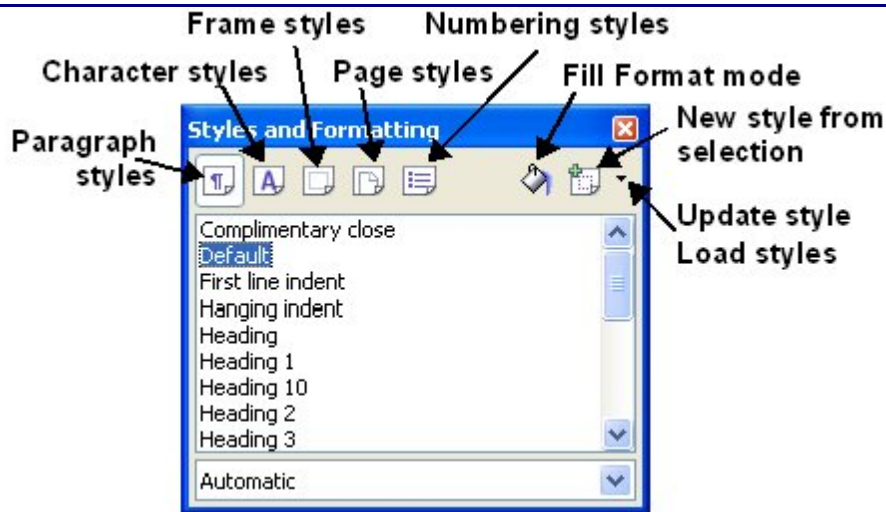 Frame styles Numbering styles
Character styles Page styles Fill Format mode
Styles and Formatting
New style from
selection
Paragraph
styles
Update style
Load styles
Complimentary close
Default
First line indent
Hanging indent
Heading
Heading 1
Heading 10
Heading 2
Heading 3
Automatic